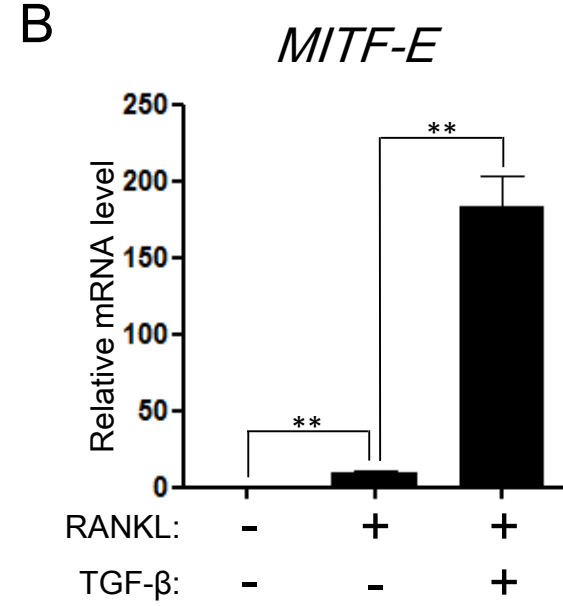 B
MITF-E
Relative mRNA level
250
200
150
100
50
0
**
**
RANKL: - + +
TGF-β: - - +